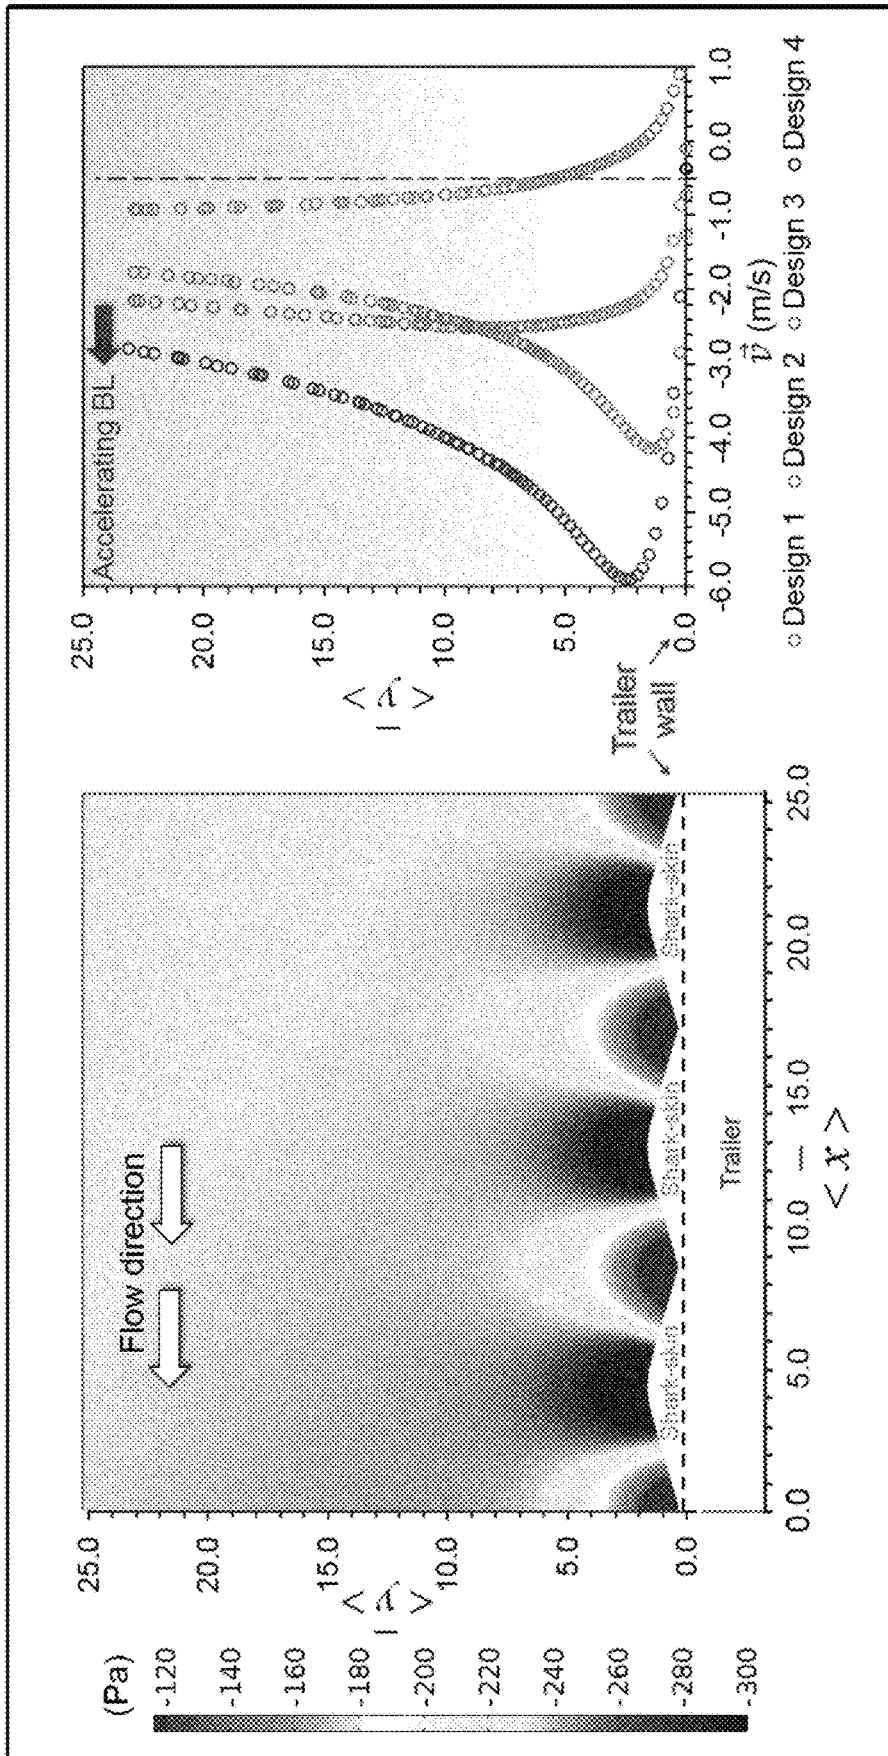 (Pa)
-120
-140
-160
-180
-200
-220
-240
-260
-280
-300
25.0
20.0
15.0
10.0
5.0
0.0
< y̅ >
Flow direction
Shark-skin
Shark-skin
Shark-skin
Trailer
0.0
5.0
10.0
15.0
20.0
25.0
< x̅ >
Trailer
wall
25.0
20.0
15.0
10.0
5.0
0.0
< y̅ >
Accelerating BL
-6.0
-5.0
-4.0
-3.0
-2.0
-1.0
0.0
1.0
v⃗ (m/s)
○ Design 1 ○ Design 2 ○ Design 3 ○ Design 4